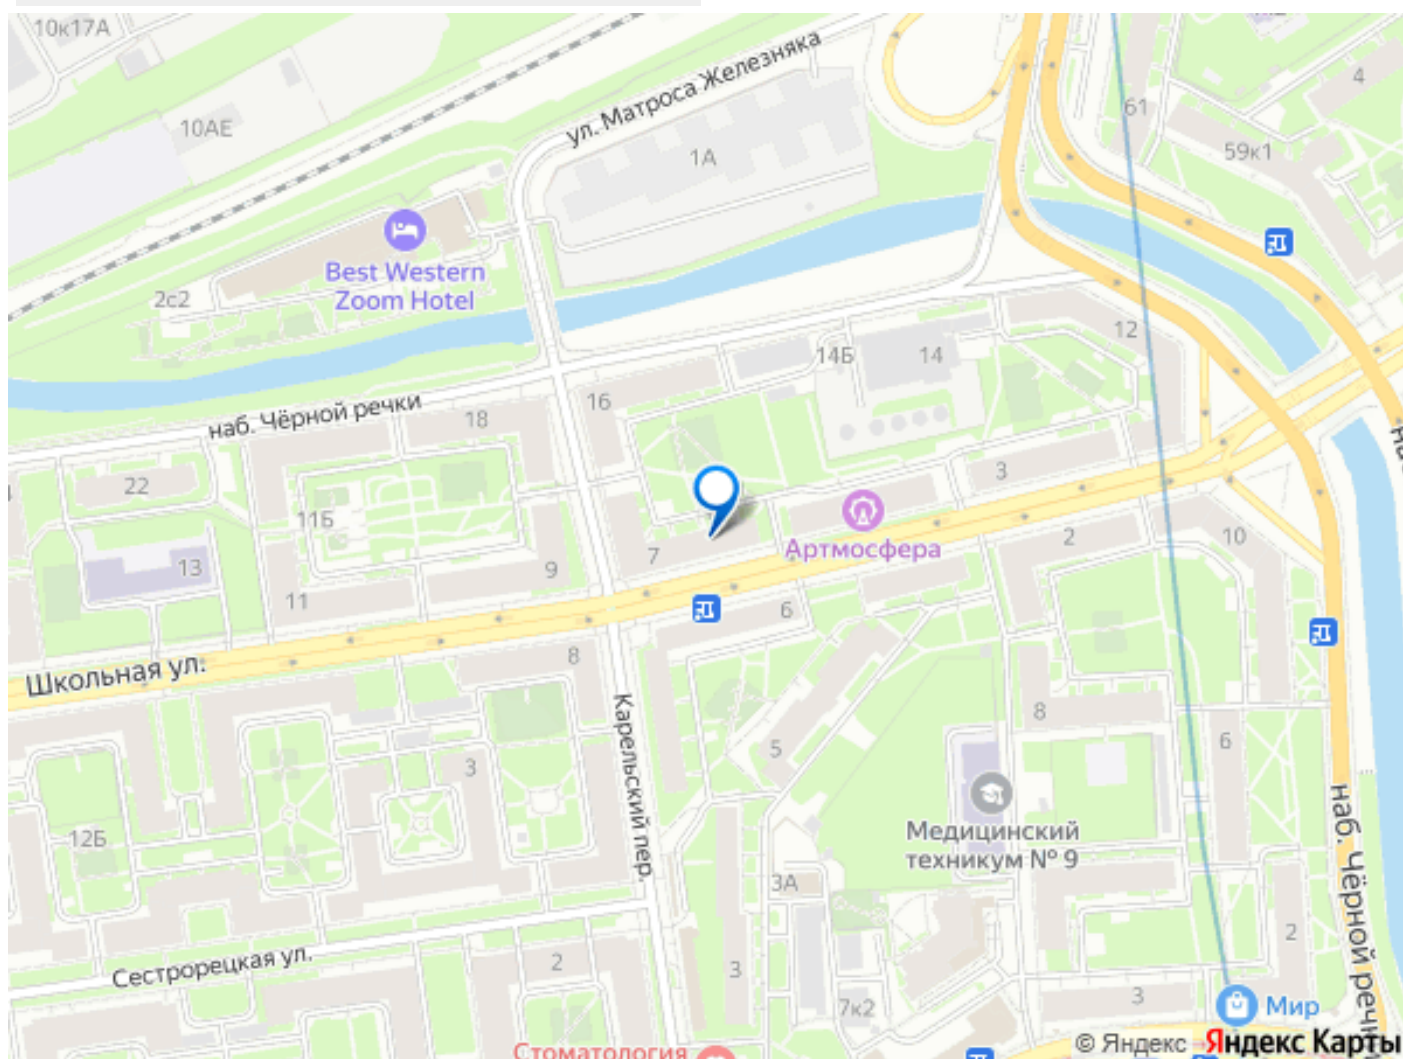 10к17А
10АЕ
ул. Матроса Железняка
1А
61
4
59к1
Best Western
Zoom Hotel
2с2
12
14Б
14
16
18
наб. Чёрной речки
22
11Б
3
13
11
9
7
Артмосфера
2
10
6
8
Школьная ул.
Карельский пер.
5
8
6
3
12Б
Медицинский
техникум № 9
3А
наб. Чёрной речки
Сестрорецкая ул.
2
3
2
7к2
3
Мир
Стоматология
© Яндекс
Яндекс Карты